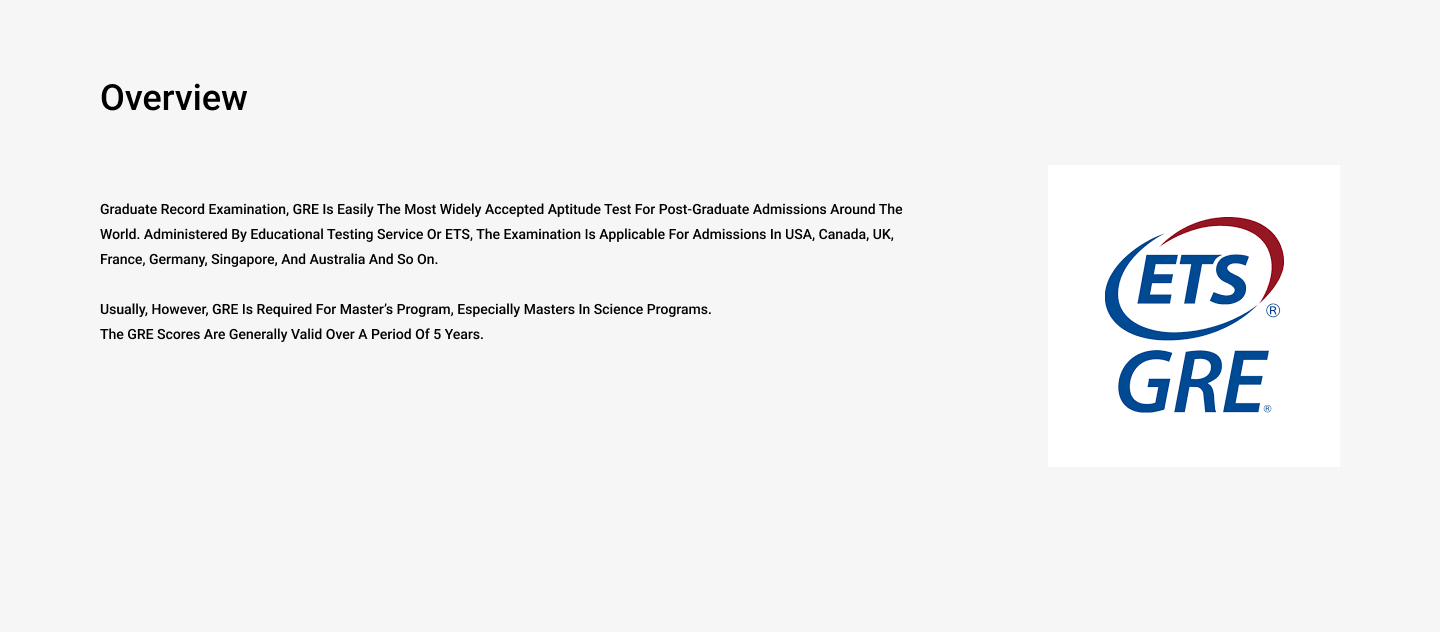 Overview
Graduate Record Examination, GRE Is Easily The Most Widely Accepted Aptitude Test For Post-Graduate Admissions Around The
World. Administered By Educational Testing Service Or ETS, The Examination Is Applicable For Admissions In USA, Canada, UK,
France, Germany, Singapore, And Australia And So On.
Usually, However, GRE Is Required For Master’s Program, Especially Masters In Science Programs.
The GRE Scores Are Generally Valid Over A Period Of 5 Years.
ETS®
GRE®